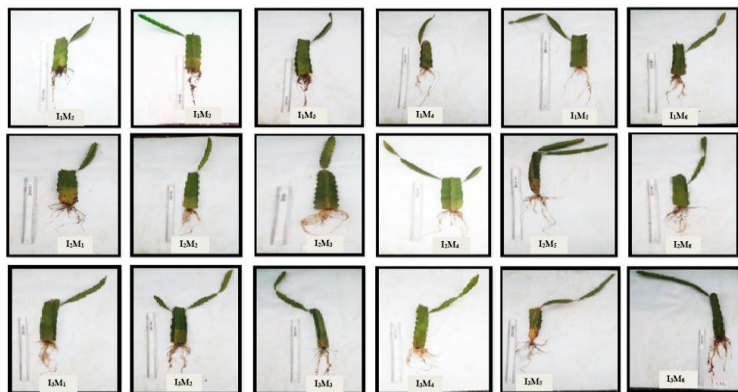 I₁M₂
I₁M₂
I₁M₃
I₁M₄
I₁M₅
I₁M₆
I₂M₁
I₂M₂
I₂M₃
I₂M₄
I₂M₅
I₂M₆
I₃M₁
I₃M₂
I₃M₃
I₃M₄
I₃M₅
I₃M₆